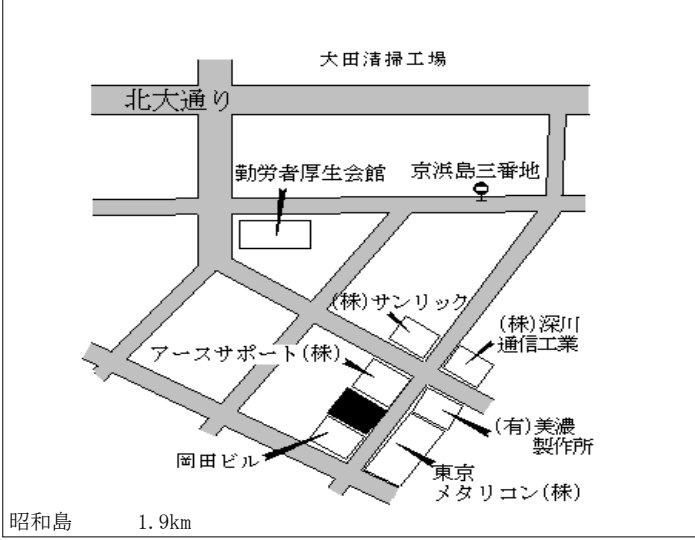 大田清掃工場
北大通り
勤労者厚生会館
京浜島三番地
(株)サンリック
(株)深川
通信工業
アースサポート(株)
(有)美濃
製作所
岡田ビル
東京
メタリコン(株)
昭和島 1.9km